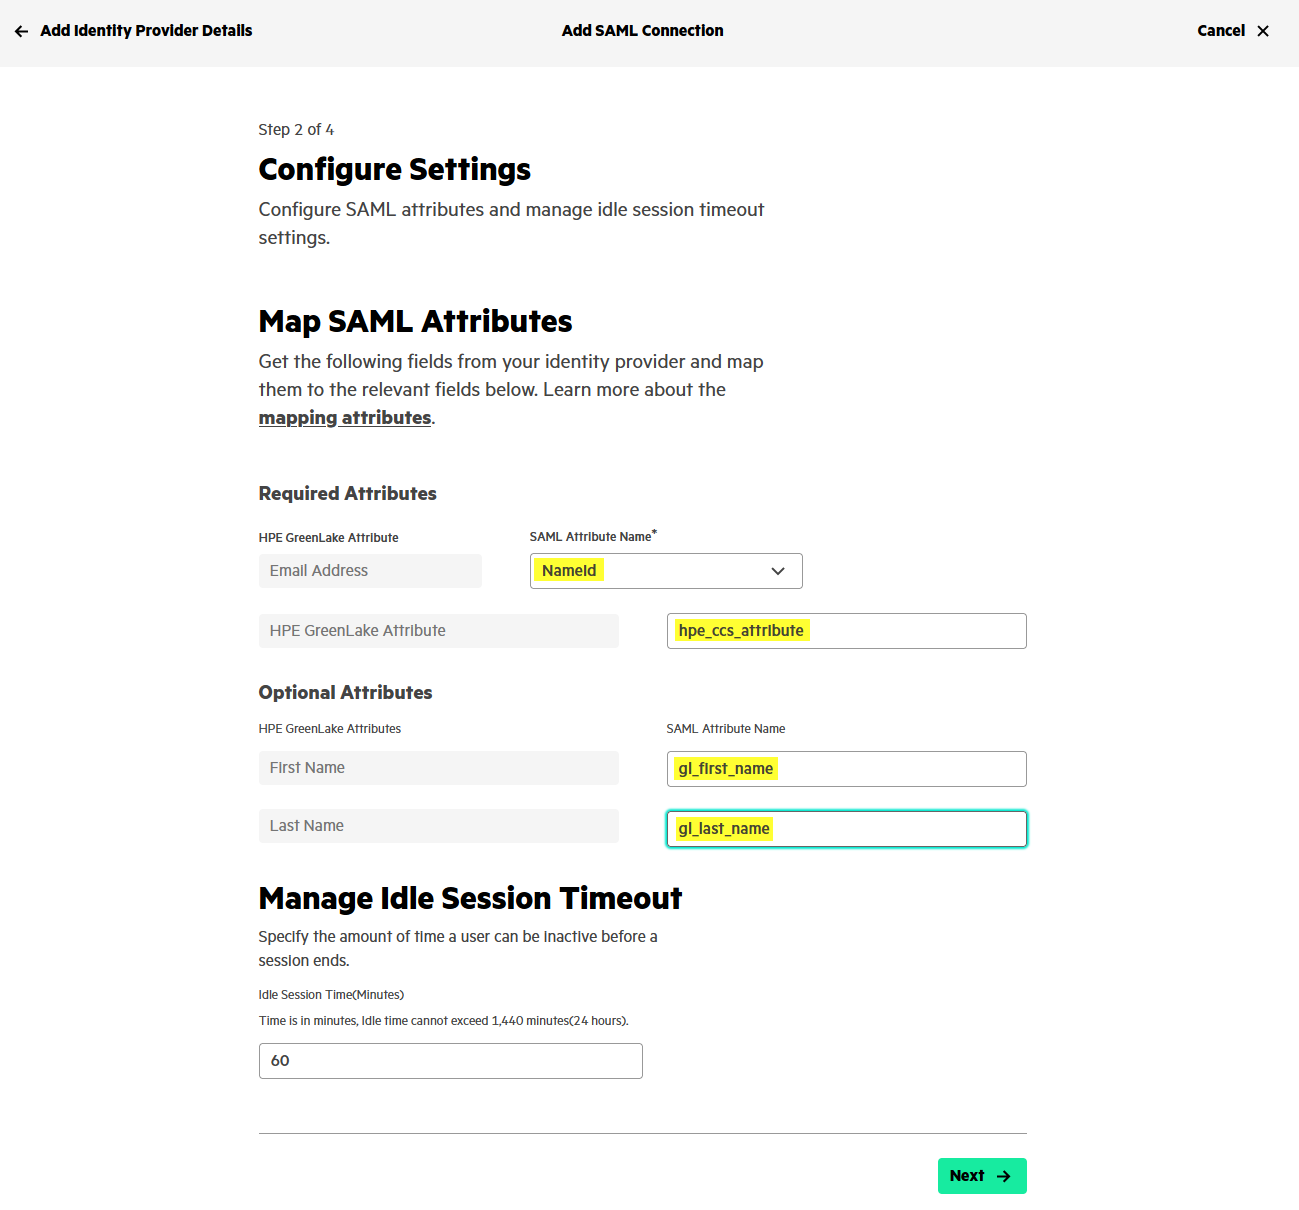 Add Identity Provider Details
Add SAML Connection
Cancel
Step 2 of 4
Configure Settings
Configure SAML attributes and manage idle session timeout
settings.
Map SAML Attributes
Get the following fields from your identity provider and map
them to the relevant fields below. Learn more about the
mapping attributes.
Required Attributes
HPE GreenLake Attribute
SAML Attribute Name*
Email Address
NameId
HPE GreenLake Attribute
hpe_ccs_attribute
Optional Attributes
HPE GreenLake Attributes
SAML Attribute Name
First Name
gl_first_name
Last Name
gl_last_name
Manage Idle Session Timeout
Specify the amount of time a user can be inactive before a
session ends.
Idle Session Time(Minutes)
Time is in minutes, Idle time cannot exceed 1,440 minutes(24 hours).
60
Next